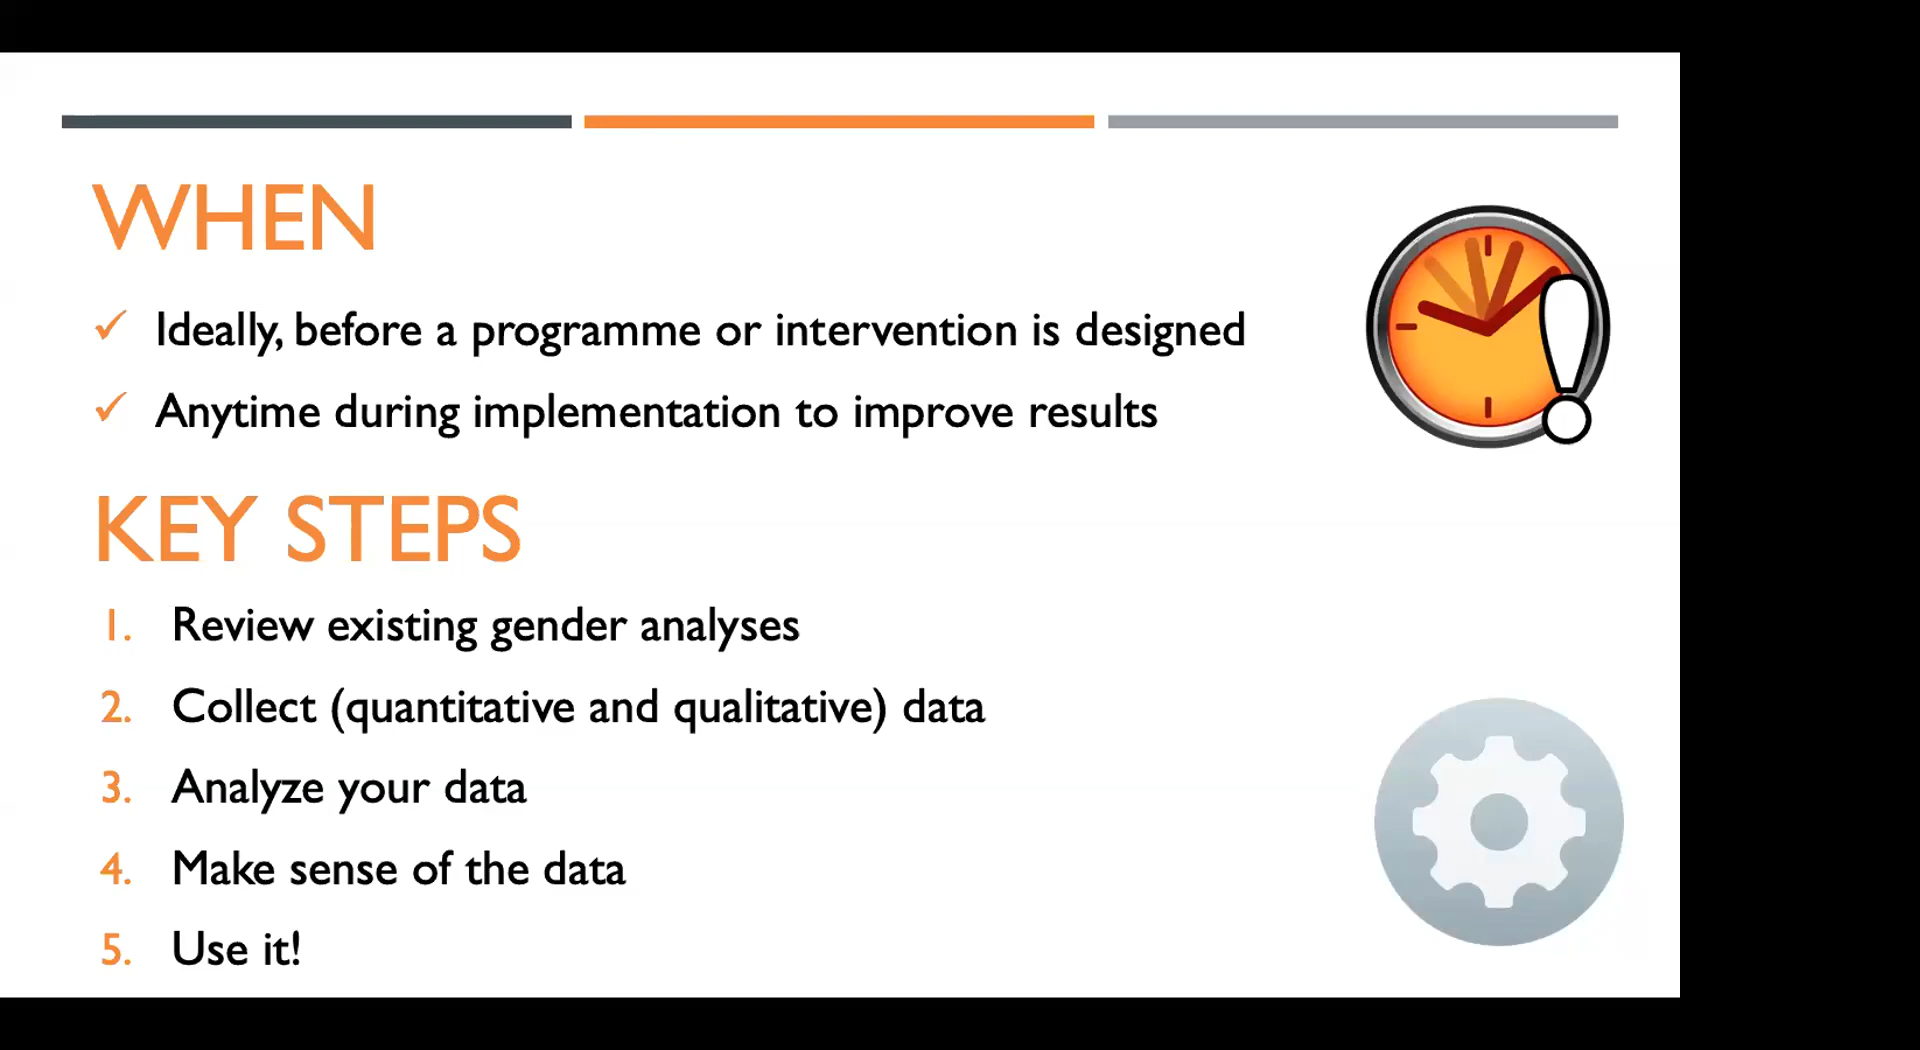 WHEN
✓ Ideally, before a programme or intervention is designed
✓ Anytime during implementation to improve results
KEY STEPS
1. Review existing gender analyses
2. Collect (quantitative and qualitative) data
3. Analyze your data
4. Make sense of the data
5. Use it!